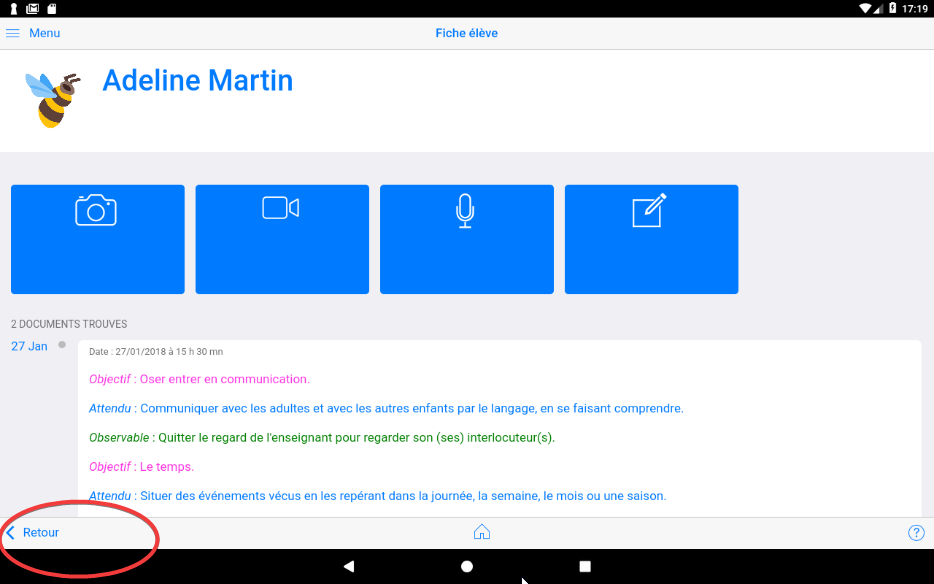 17:19
Menu
Fiche élève
Adeline Martin
2 DOCUMENTS TROUVES
27 Jan
Date : 27/01/2018 à 15 h 30 mn
Objectif : Oser entrer en communication.
Attendu : Communiquer avec les adultes et avec les autres enfants par le langage, en se faisant comprendre.
Observable : Quitter le regard de l'enseignant pour regarder son (ses) interlocuteur(s).
Objectif : Le temps.
Attendu : Situer des événements vécus en les repérant dans la journée, la semaine, le mois ou une saison.
Retour
?